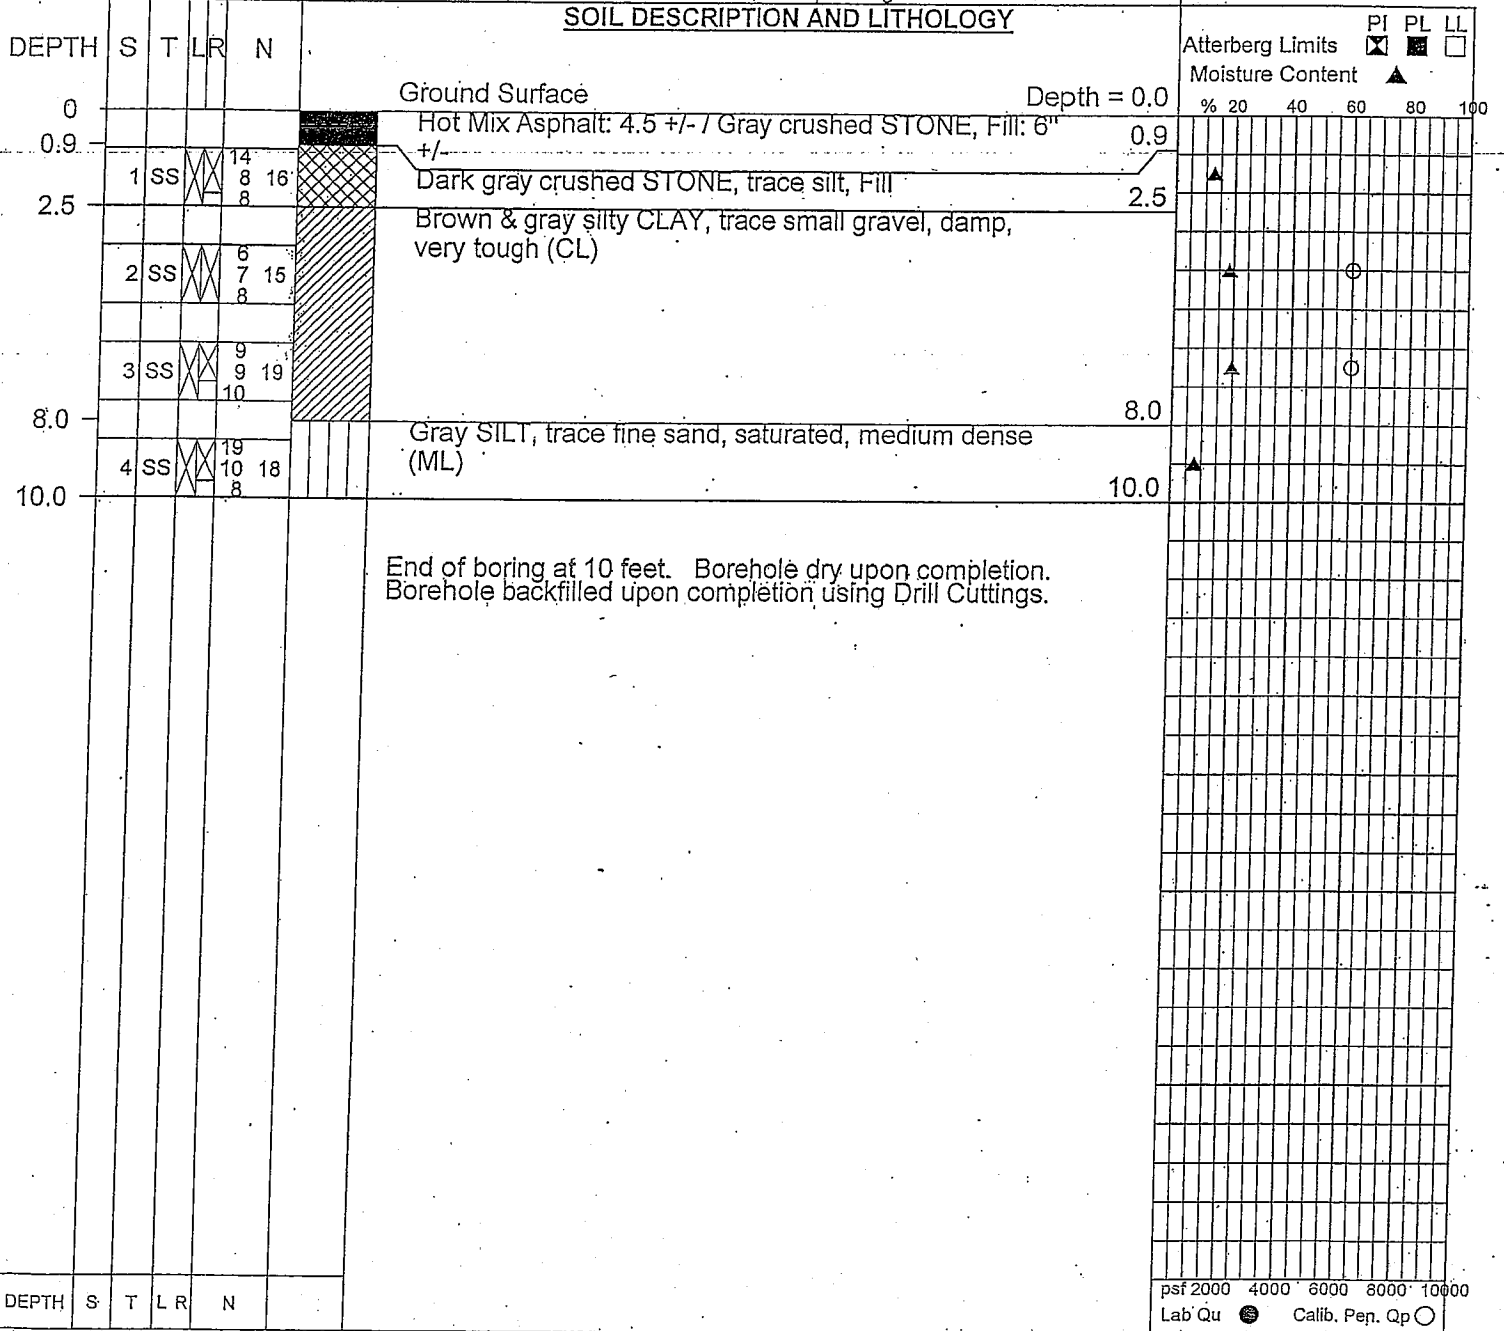 SOIL DESCRIPTION AND LITHOLOGY
DEPTH S T L R N
PI PL LL
Atterberg Limits
Moisture Content
Ground Surface Depth = 0.0
% 20 40 60 80 100
0
Hot Mix Asphalt: 4.5 +/- / Gray crushed STONE, Fill: 6" 0.9
+/-
0.9
14
1 SS 8 16
8
Dark gray crushed STONE, trace silt, Fill
2.5 2.5
Brown & gray silty CLAY, trace small gravel, damp,
very tough (CL)
6
2 SS 7 15
8
9
3 SS 9 19
10
8.0 8.0
Gray SILT, trace fine sand, saturated, medium dense
(ML)
19
4 SS 10 18
8
10.0 10.0
End of boring at 10 feet. Borehole dry upon completion.
Borehole backfilled upon completion using Drill Cuttings.
DEPTH S T L R N
psf 2000 4000 6000 8000 10000
Lab Qu Calib. Pen. Qp